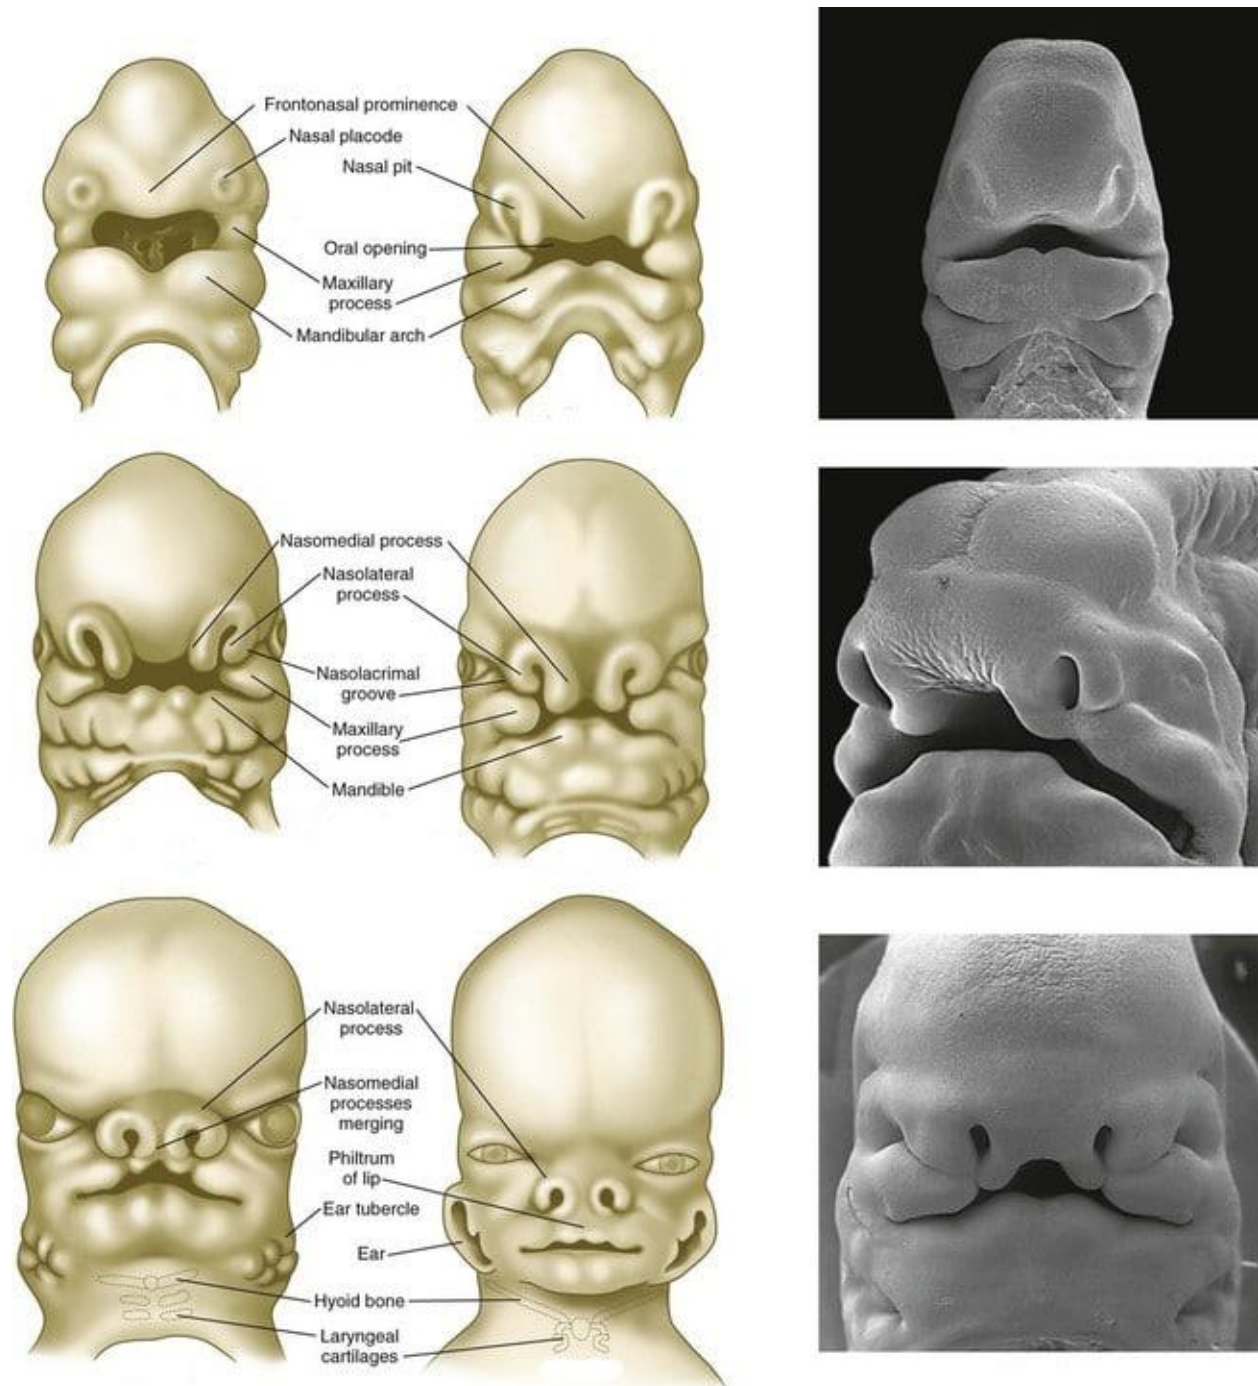 Frontonasal prominence
Nasal placode
Nasal pit
Oral opening
Maxillary
process
Mandibular arch
Nasomedial process
Nasolateral
process
Nasolacrimal
groove
Maxillary
process
Mandible
Nasolateral
process
Nasomedial
processes
merging
Philtrum
of lip
Ear tubercle
Ear
Hyoid bone
Laryngeal
cartilages